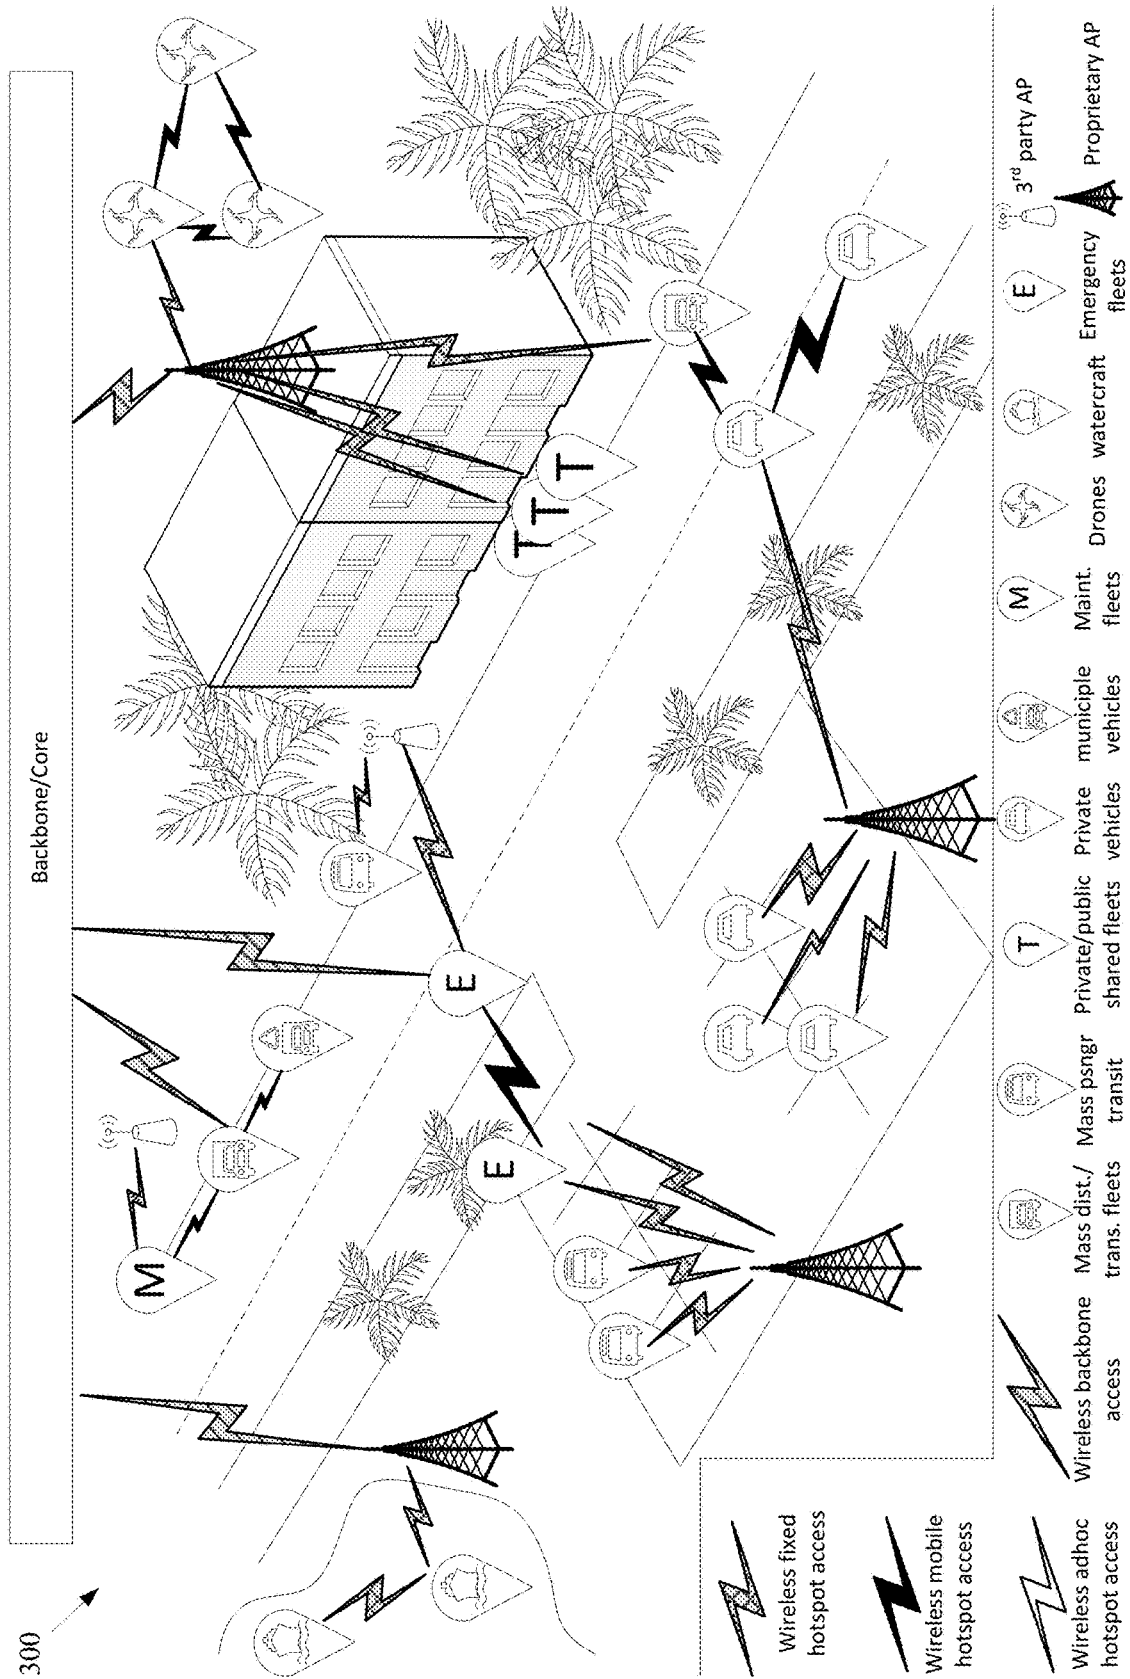 300
Backbone/Core
M
E
E
T
T
T
Wireless fixed
hotspot access
Wireless mobile
hotspot access
Wireless adhoc
hotspot access
Wireless backbone
access
Mass dist./
trans. fleets
Mass psngr
transit
T
Private/public
shared fleets
Private
vehicles
municiple
vehicles
M
Maint.
fleets
Drones
watercraft
E
Emergency
fleets
3rd party AP
Proprietary AP